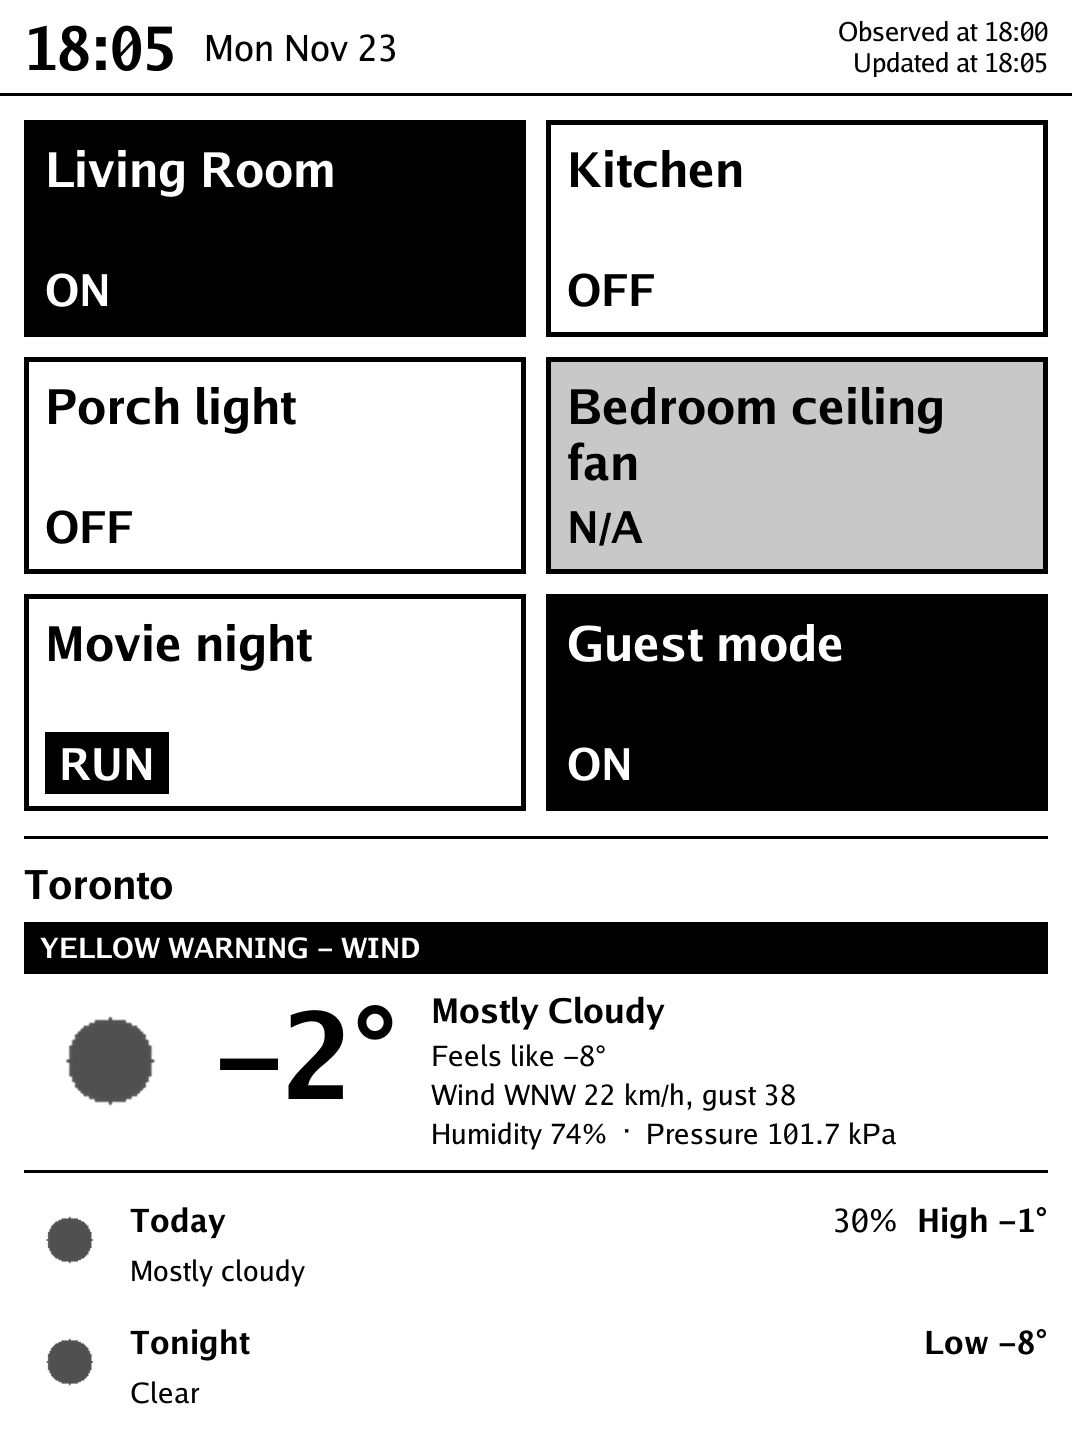 18:05 Mon Nov 23
Observed at 18:00
Updated at 18:05
Living Room
ON
Kitchen
OFF
Porch light
OFF
Bedroom ceiling
fan
N/A
Movie night
RUN
Guest mode
ON
Toronto
YELLOW WARNING – WIND
–2°
Mostly Cloudy
Feels like –8°
Wind WNW 22 km/h, gust 38
Humidity 74% · Pressure 101.7 kPa
Today 30% High –1°
Mostly cloudy
Tonight Low –8°
Clear